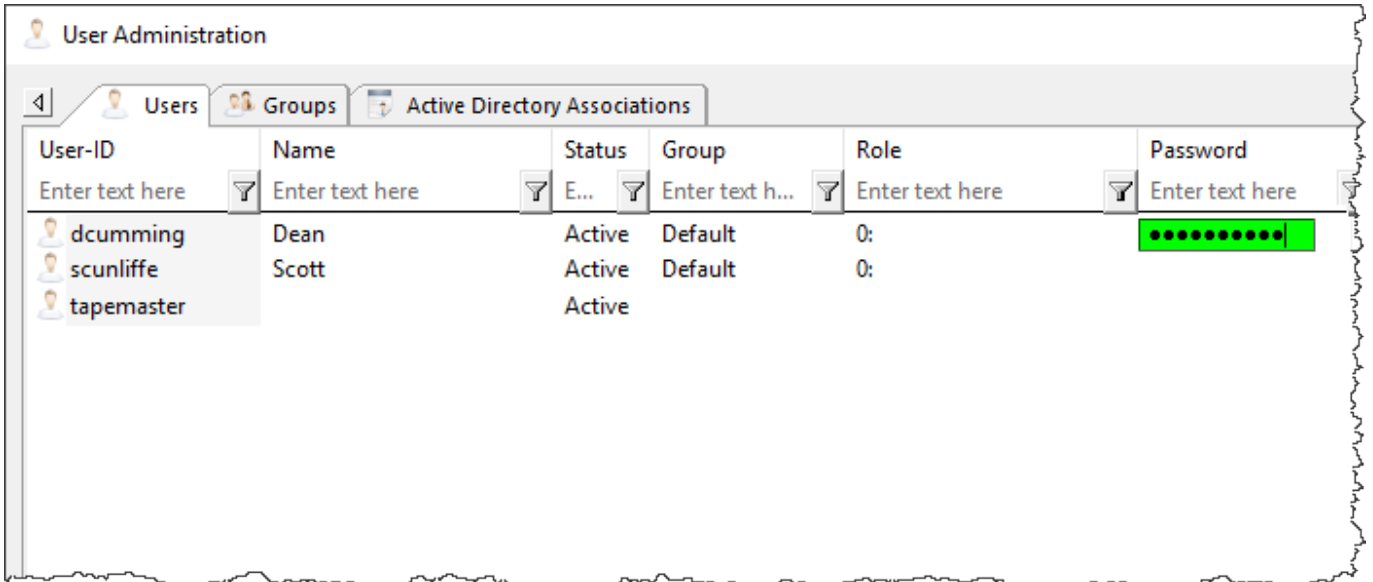 User Administration
Users Groups Active Directory Associations
User-ID Name Status Group Role Password
Enter text here Enter text here E... Enter text h... Enter text here Enter text here
dcumming Dean Active Default 0: ●●●●●●●●●●
scunliffe Scott Active Default 0:
tapemaster Active